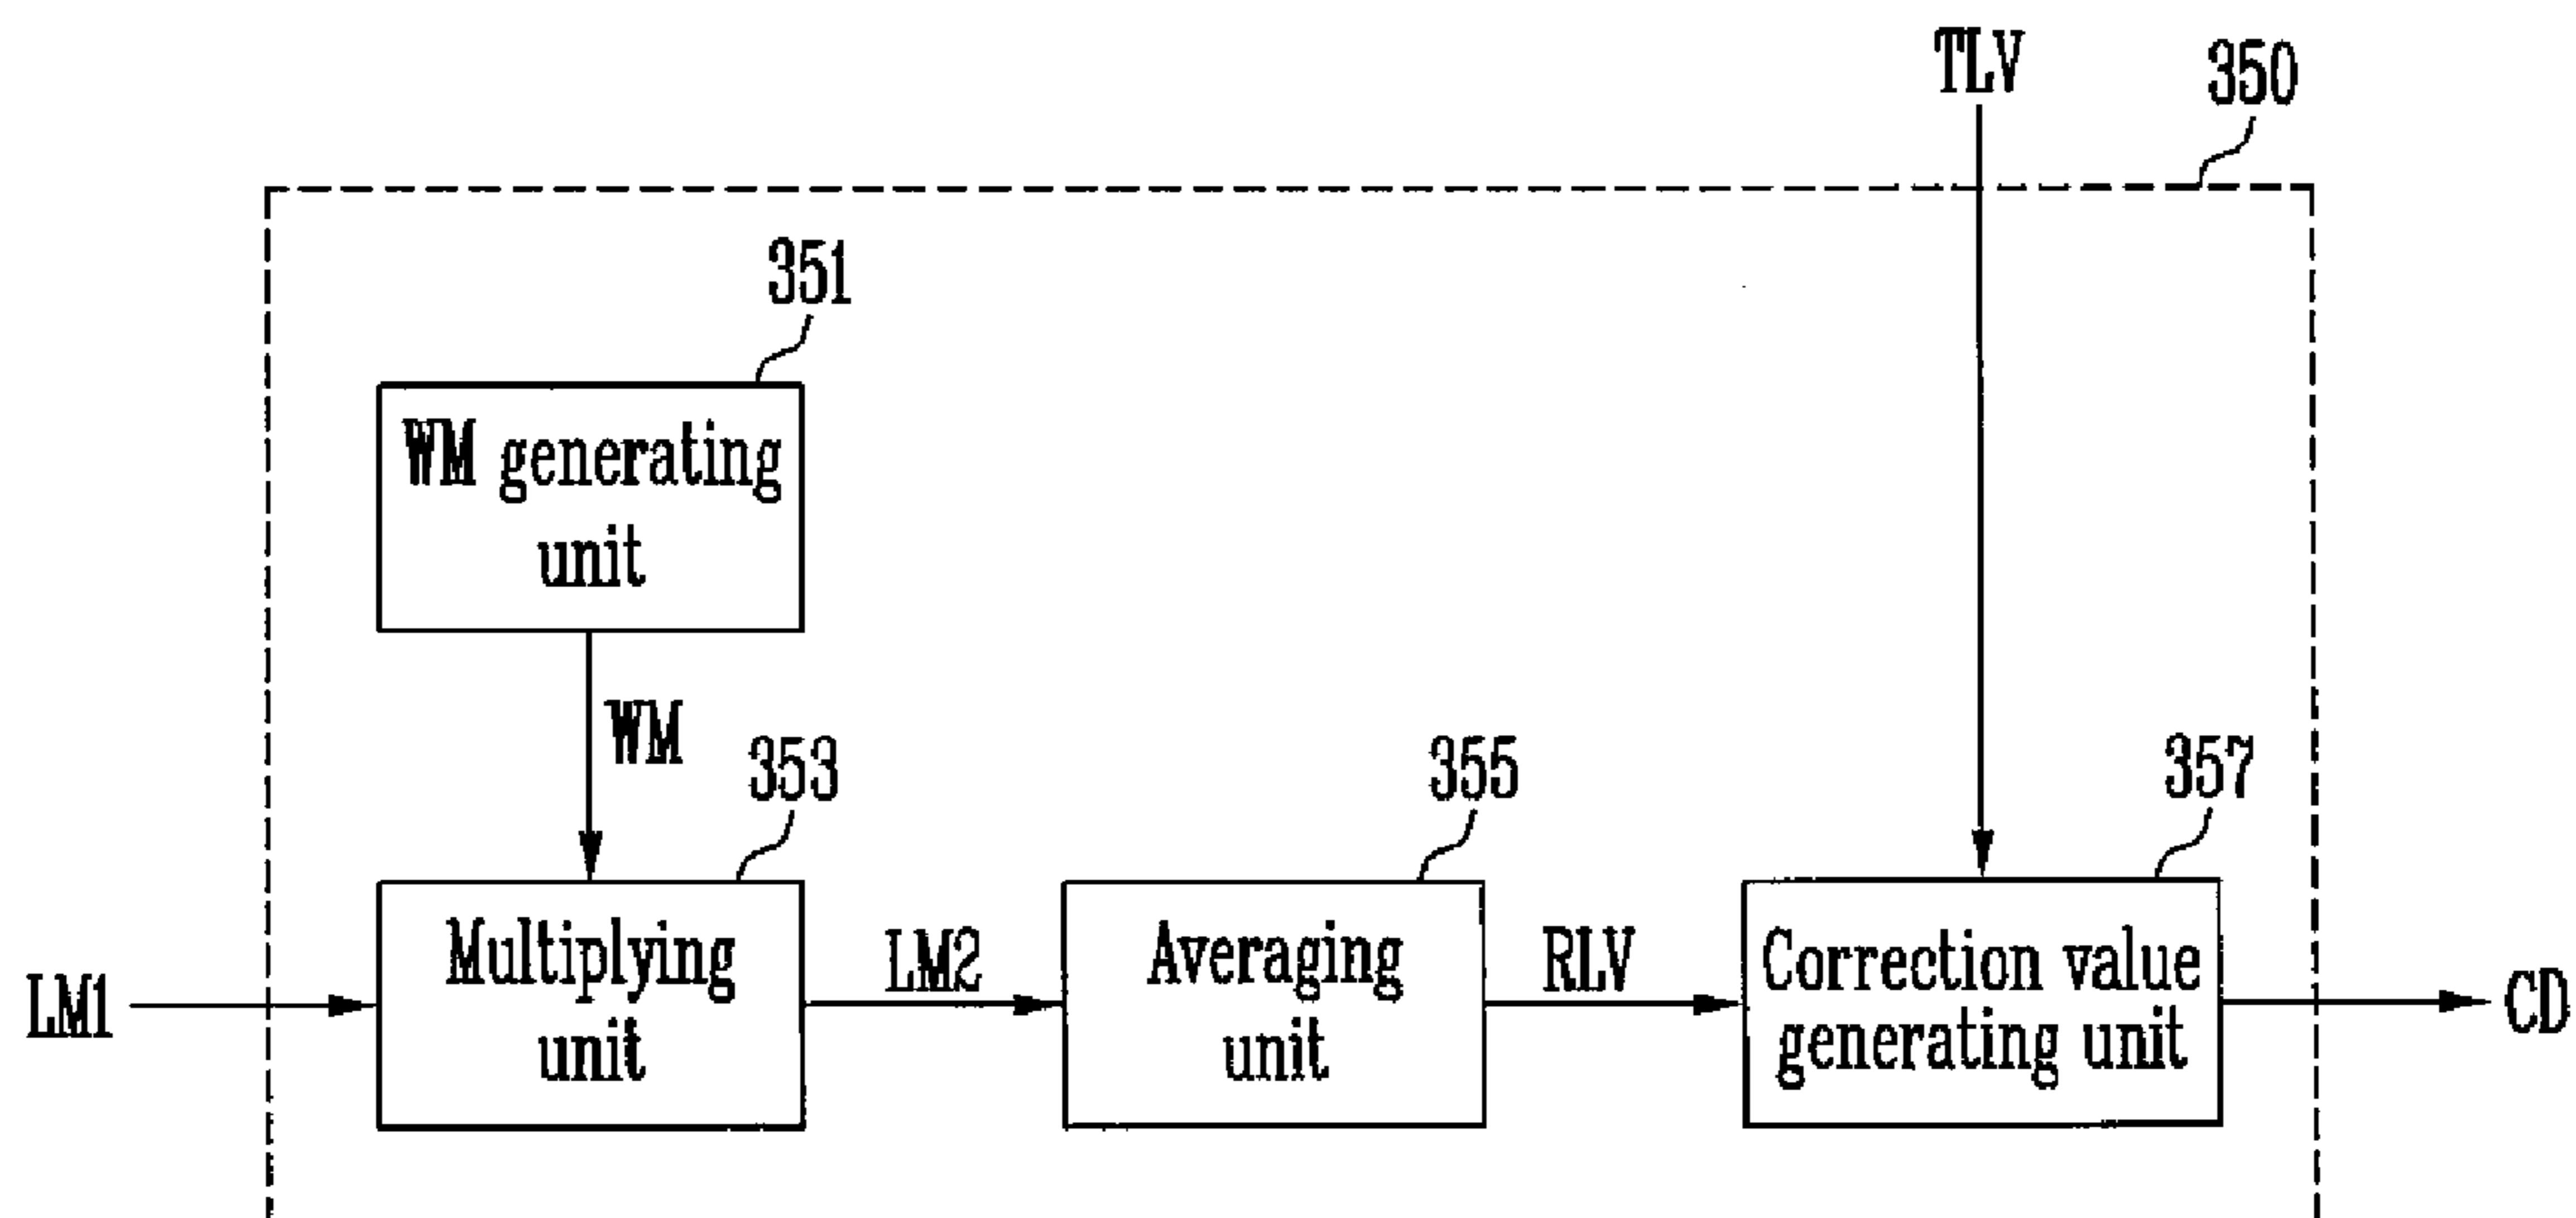 TLV
350
351
WM generating
unit
WM
353
355
357
LM1
Multiplying
unit
LM2
Averaging
unit
RLV
Correction value
generating unit
CD